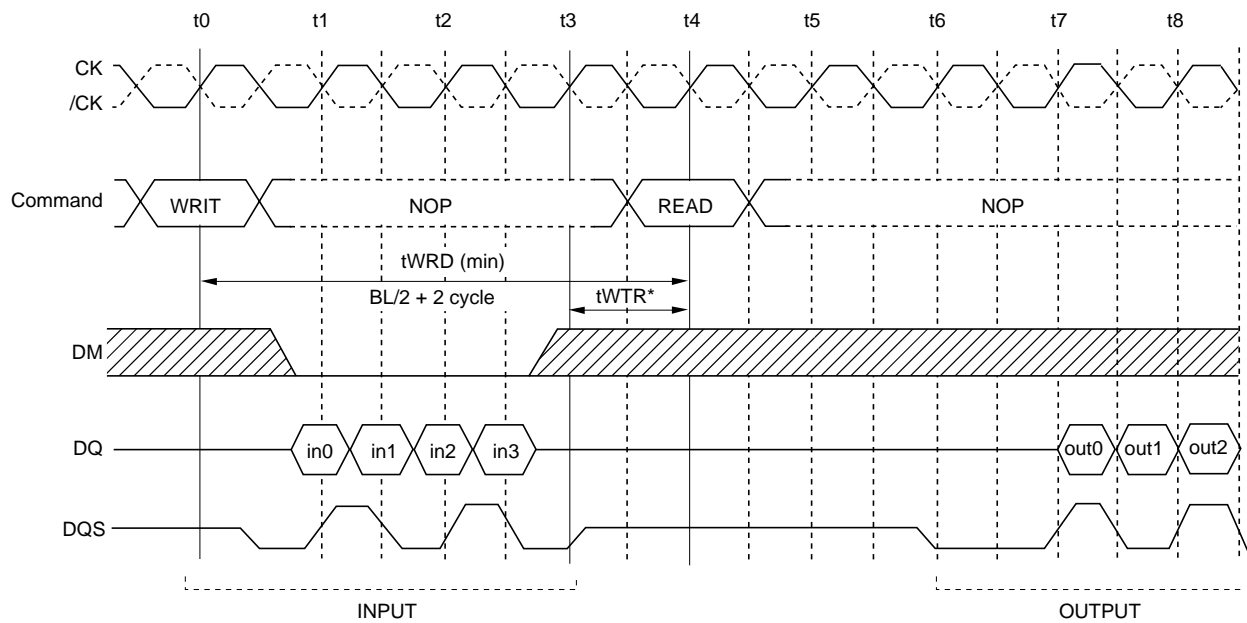 t0 t1 t2 t3 t4 t5 t6 t7 t8
CK
/CK
Command WRIT NOP READ NOP
tWRD (min)
BL/2 + 2 cycle tWTR*
DM
DQ in0 in1 in2 in3 out0 out1 out2
DQS
INPUT OUTPUT